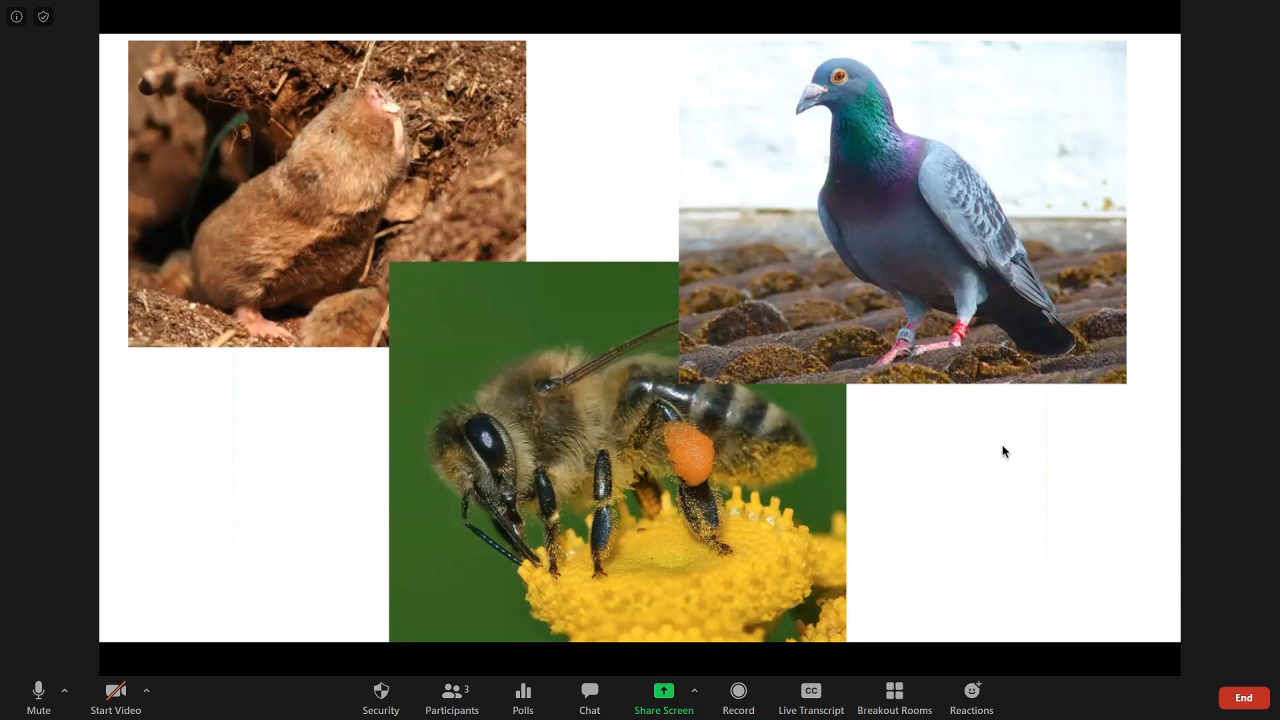 Mute
Start Video
Security
Participants
3
Polls
Chat
Share Screen
Record
CC
Live Transcript
Breakout Rooms
Reactions
End